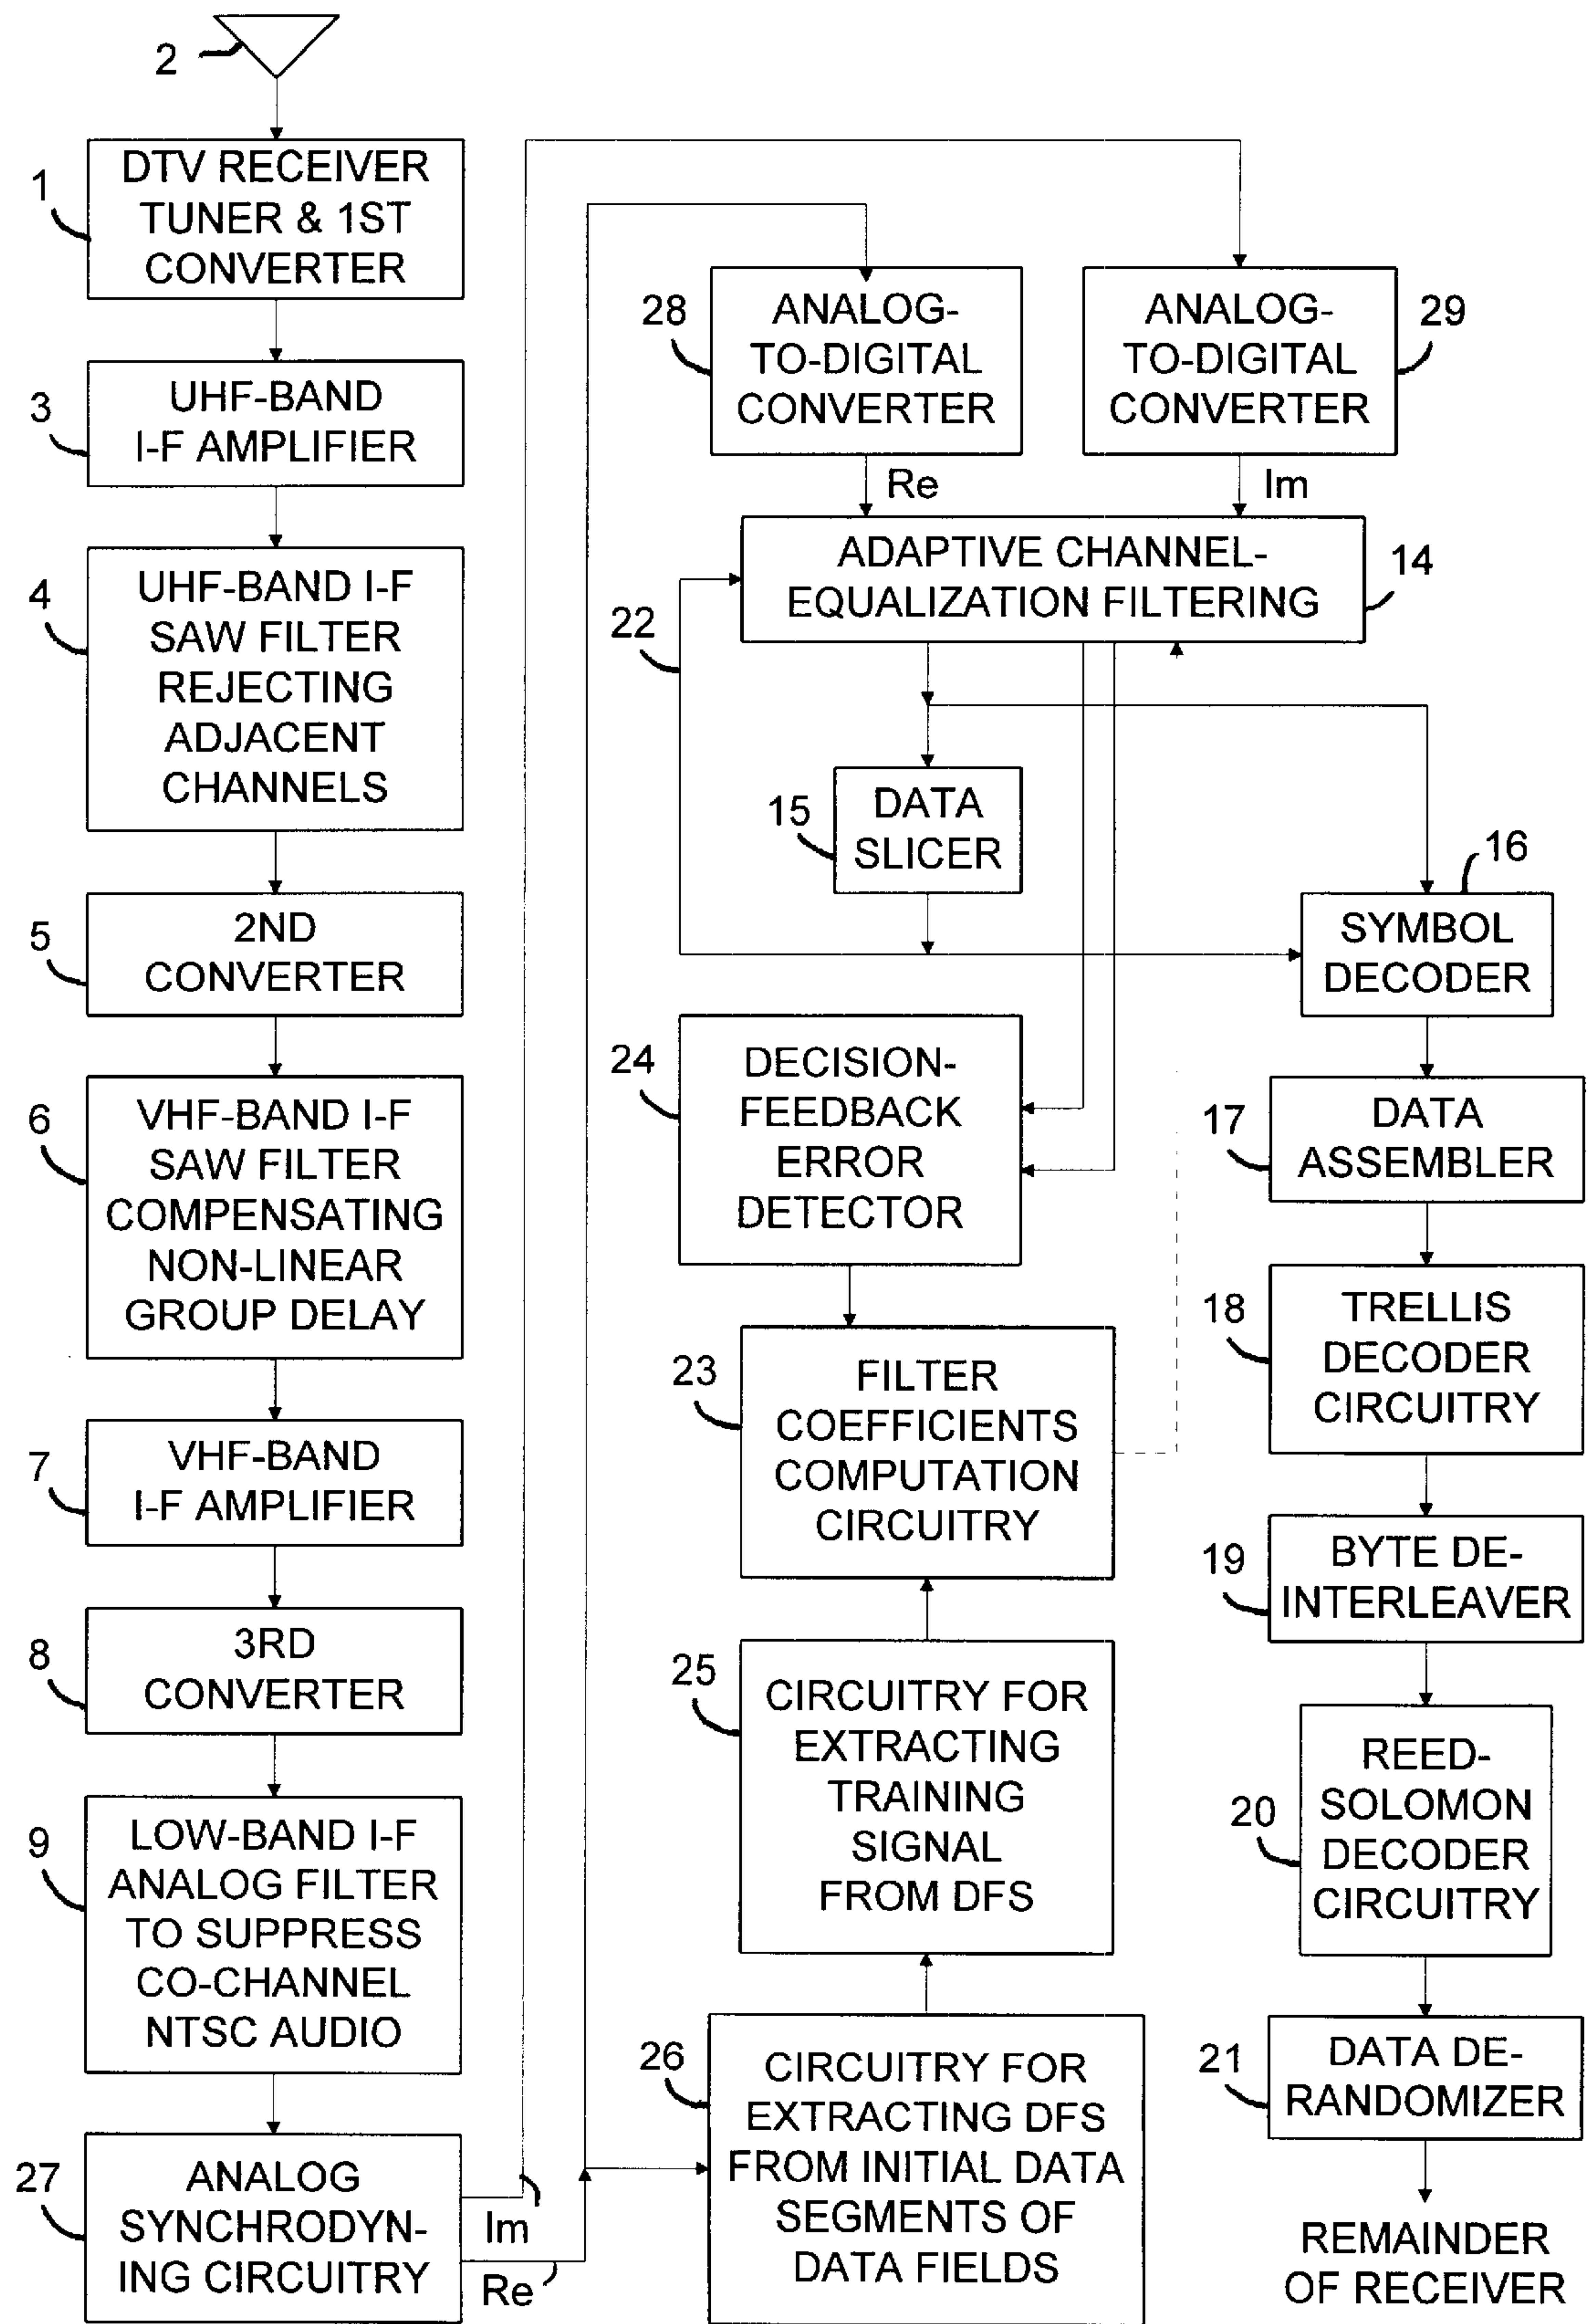 2
1
DTV RECEIVER
TUNER & 1ST
CONVERTER
3
UHF-BAND
I-F AMPLIFIER
4
UHF-BAND I-F
SAW FILTER
REJECTING
ADJACENT
CHANNELS
5
2ND
CONVERTER
6
VHF-BAND I-F
SAW FILTER
COMPENSATING
NON-LINEAR
GROUP DELAY
7
VHF-BAND
I-F AMPLIFIER
8
3RD
CONVERTER
9
LOW-BAND I-F
ANALOG FILTER
TO SUPPRESS
CO-CHANNEL
NTSC AUDIO
27
ANALOG
SYNCHRODYN-
ING CIRCUITRY
Im
Re
28
ANALOG-
TO-DIGITAL
CONVERTER
Re
29
ANALOG-
TO-DIGITAL
CONVERTER
Im
14
ADAPTIVE CHANNEL-
EQUALIZATION FILTERING
22
15
DATA
SLICER
24
DECISION-
FEEDBACK
ERROR
DETECTOR
23
FILTER
COEFFICIENTS
COMPUTATION
CIRCUITRY
25
CIRCUITRY FOR
EXTRACTING
TRAINING
SIGNAL
FROM DFS
26
CIRCUITRY FOR
EXTRACTING DFS
FROM INITIAL DATA
SEGMENTS OF
DATA FIELDS
16
SYMBOL
DECODER
17
DATA
ASSEMBLER
18
TRELLIS
DECODER
CIRCUITRY
19
BYTE DE-
INTERLEAVER
20
REED-
SOLOMON
DECODER
CIRCUITRY
21
DATA DE-
RANDOMIZER
REMAINDER
OF RECEIVER